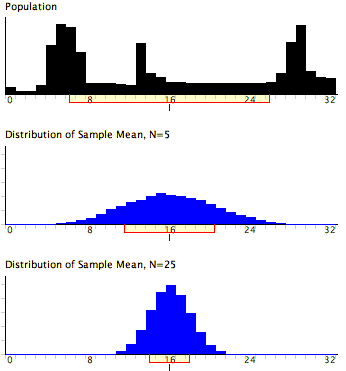 Population
0 8 16 24 32
Distribution of Sample Mean, N=5
0 8 16 24 32
Distribution of Sample Mean, N=25
0 8 16 24 32